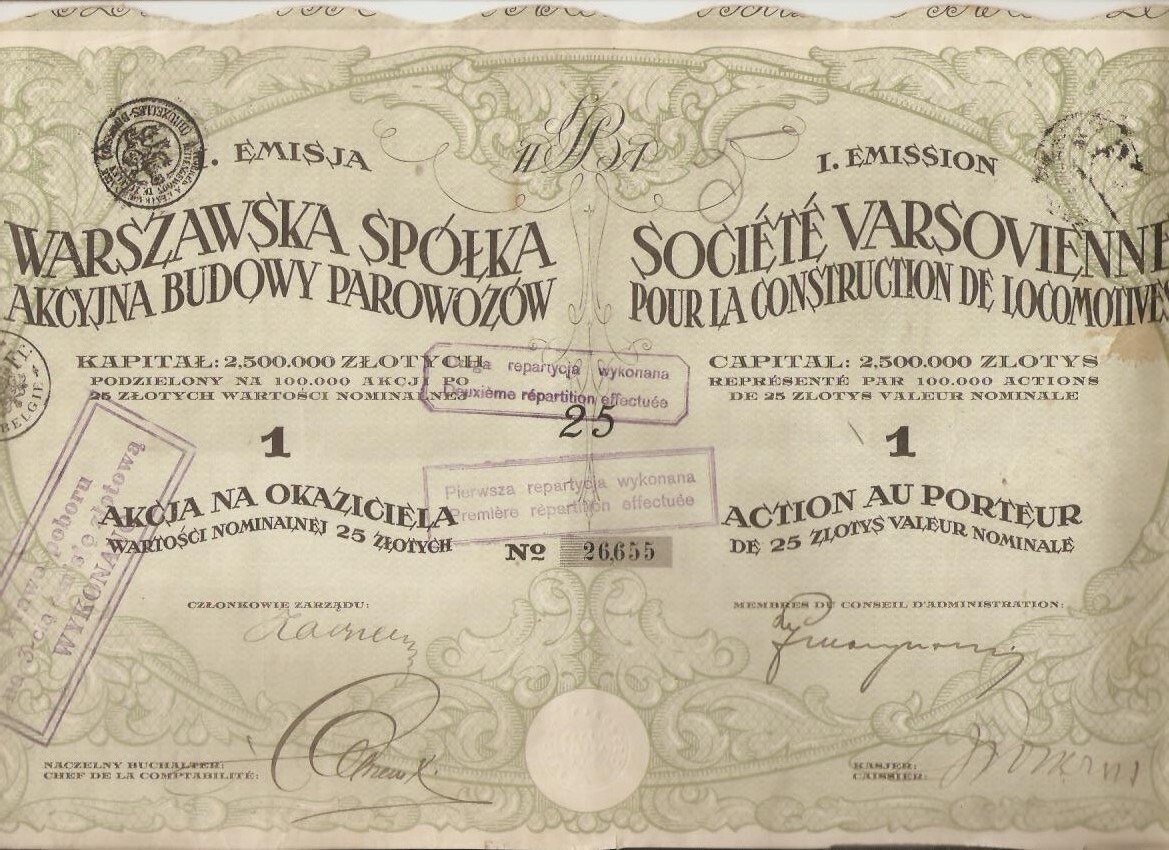 . EMISJA
WARSZAWSKA SPÓŁKA
AKCYJNA BUDOWY PAROWOZÓW
KAPITAŁ: 2,500.000 ZŁOTYCH
PODZIELONY NA 100.000 AKCJI PO
25 ZŁOTYCH WARTOŚCI NOMINALNEJ
1
AKCJA NA OKAZICIELA
WARTOŚCI NOMINALNEJ 25 ZŁOTYCH
I. EMISSION
SOCIÉTÉ VARSOVIENNE
POUR LA CONSTRUCTION DE LOCOMOTIVES
CAPITAL: 2,500.000 ZLOTYS
REPRÉSENTÉ PAR 100.000 ACTIONS
DE 25 ZLOTYS VALEUR NOMINALE
1
ACTION AU PORTEUR
DE 25 ZLOTYS VALEUR NOMINALE
repartycja wykonana
Deuxième répartition effectuée
25
Pierwsza repartycja wykonana
Première répartition effectuée
No 26,655
BELGIE
poboru
złotową
WYKONAN
CZŁONKOWIE ZARZĄDU:
MEMBRES DU CONSEIL D'ADMINISTRATION:
NACZELNY BUCHALTER:
CHEF DE LA COMPTABILITÉ:
KASJER:
CAISSIER: